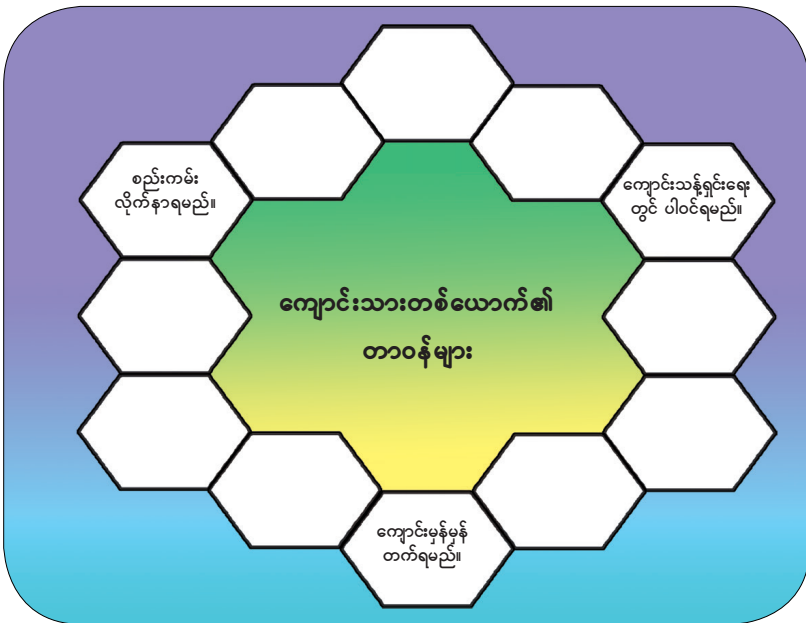 စည်းကမ်း
လိုက်နာရမည်။
ကျောင်းသန့်ရှင်းရေး
တွင် ပါဝင်ရမည်။
ကျောင်းသားတစ်ယောက်၏
တာဝန်များ
ကျောင်းမှန်မှန်
တက်ရမည်။